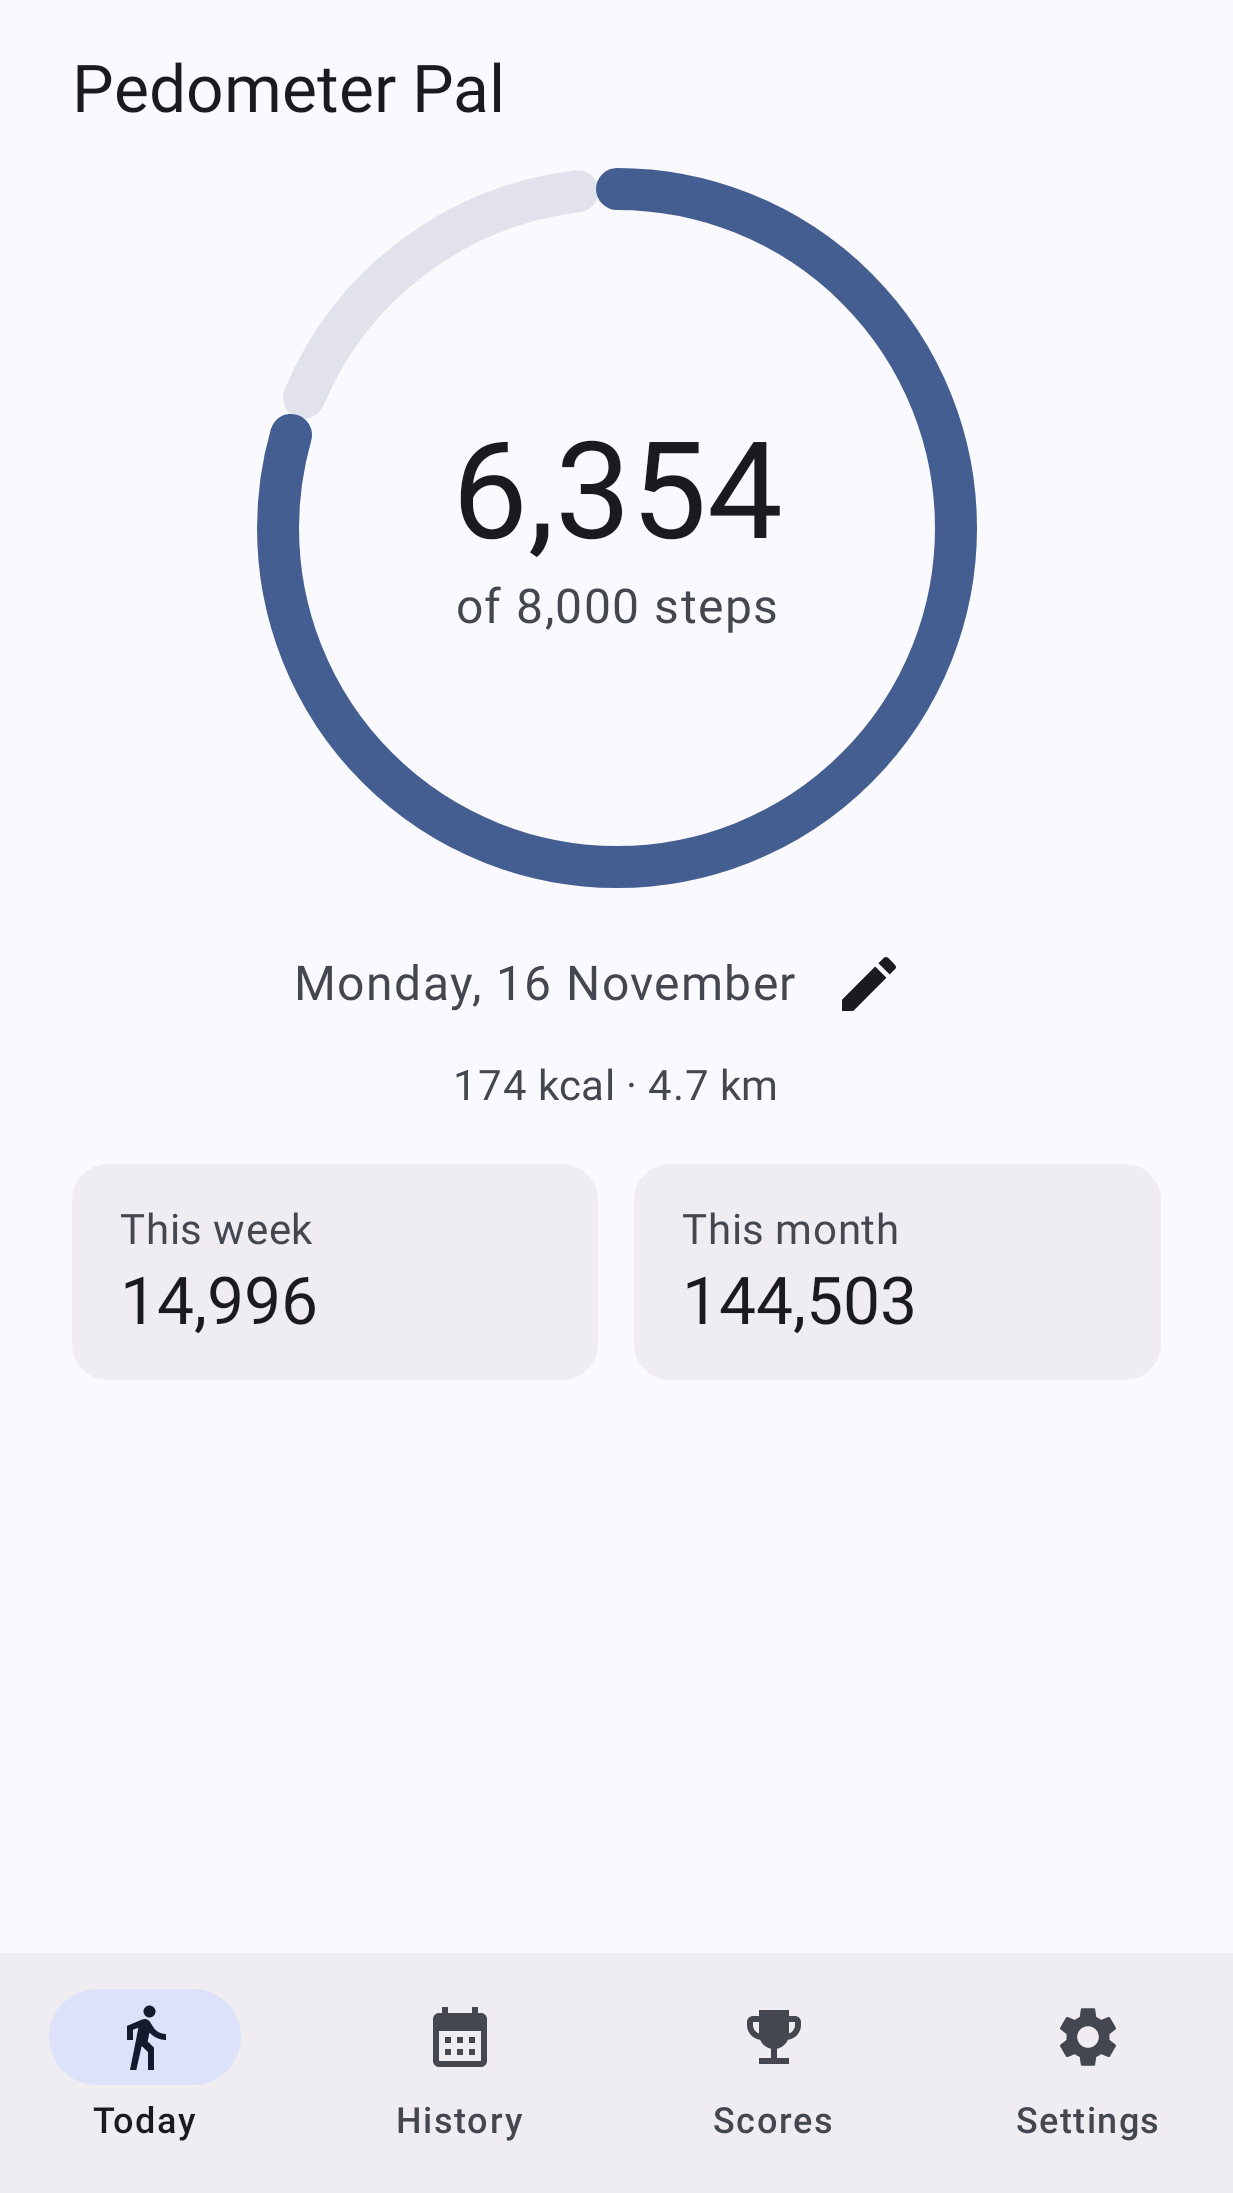 Pedometer Pal
6,354
of 8,000 steps
Monday, 16 November
174 kcal · 4.7 km
This week
14,996
This month
144,503
Today
History
Scores
Settings